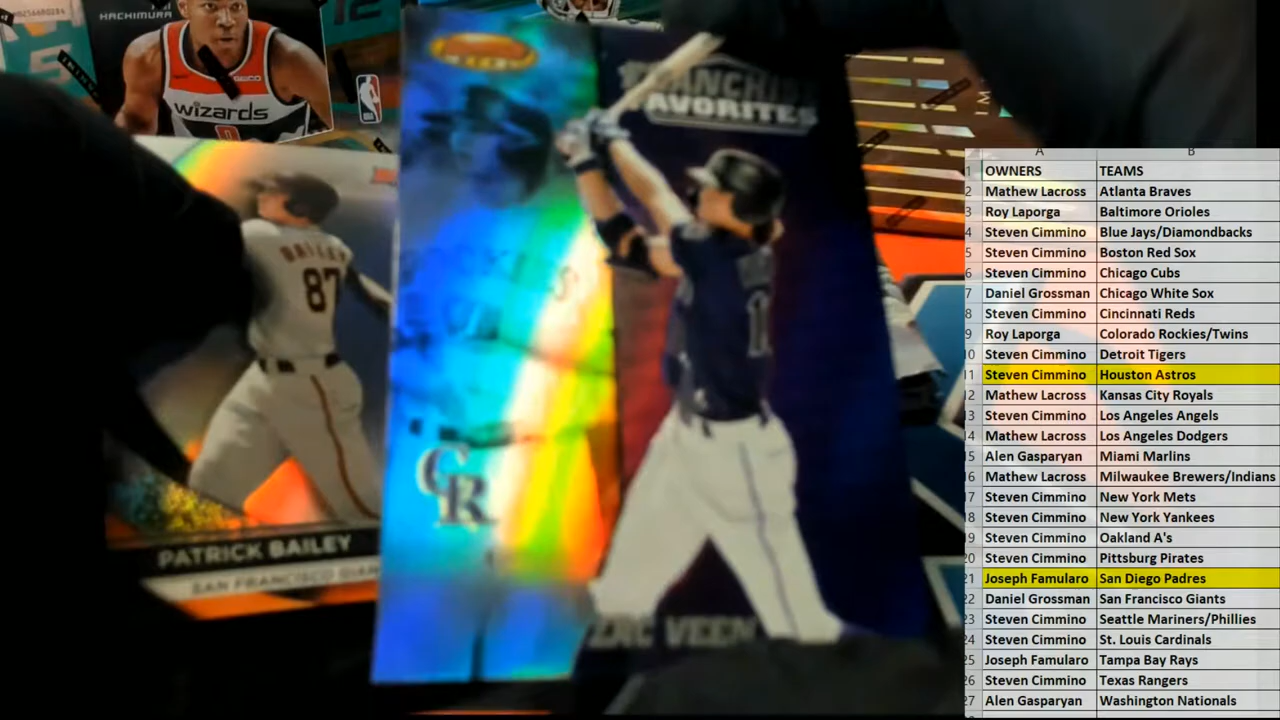 HACHIMURA
GEICO
WIZARDS
NBA
BAILEY
87
PATRICK BAILEY
SAN FRANCISCO GIAN
FRANCHISE
FAVORITES
CR
ZAC VEEN
A B
1 OWNERS TEAMS
2 Mathew Lacross Atlanta Braves
3 Roy Laporga Baltimore Orioles
4 Steven Cimmino Blue Jays/Diamondbacks
5 Steven Cimmino Boston Red Sox
6 Steven Cimmino Chicago Cubs
7 Daniel Grossman Chicago White Sox
8 Steven Cimmino Cincinnati Reds
9 Roy Laporga Colorado Rockies/Twins
10 Steven Cimmino Detroit Tigers
11 Steven Cimmino Houston Astros
12 Mathew Lacross Kansas City Royals
13 Steven Cimmino Los Angeles Angels
14 Mathew Lacross Los Angeles Dodgers
15 Alen Gasparyan Miami Marlins
16 Mathew Lacross Milwaukee Brewers/Indians
17 Steven Cimmino New York Mets
18 Steven Cimmino New York Yankees
19 Steven Cimmino Oakland A's
20 Steven Cimmino Pittsburg Pirates
21 Joseph Famularo San Diego Padres
22 Daniel Grossman San Francisco Giants
23 Steven Cimmino Seattle Mariners/Phillies
24 Steven Cimmino St. Louis Cardinals
25 Joseph Famularo Tampa Bay Rays
26 Steven Cimmino Texas Rangers
27 Alen Gasparyan Washington Nationals